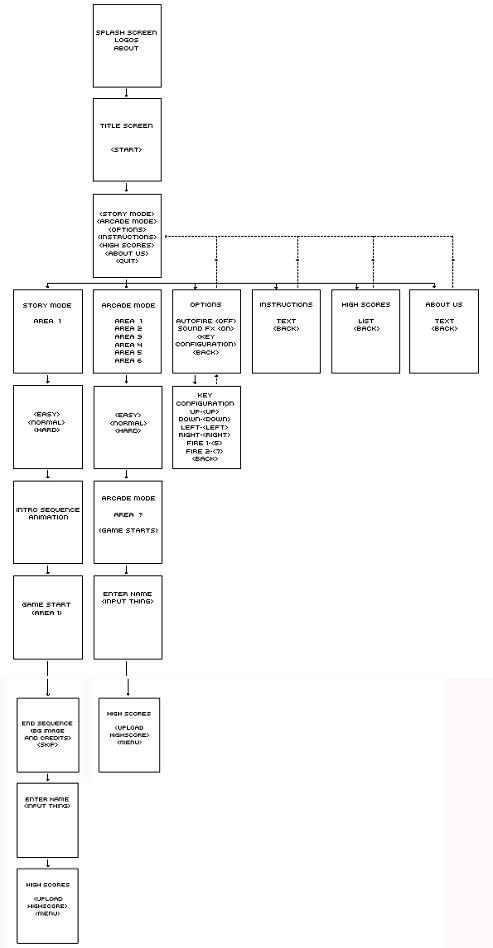 SPLASH SCREEN
LOGOS
ABOUT
TITLE SCREEN
<START>
<STORY MODE>
<ARCADE MODE>
<OPTIONS>
<INSTRUCTIONS>
<HIGH SCORES>
<ABOUT US>
<QUIT>
STORY MODE
AREA 1
ARCADE MODE
AREA 1
AREA 2
AREA 3
AREA 4
AREA 5
AREA 6
OPTIONS
AUTOFIRE <OFF>
SOUND FX <ON>
<KEY
CONFIGURATION>
<BACK>
INSTRUCTIONS
TEXT
<BACK>
HIGH SCORES
LIST
<BACK>
ABOUT US
TEXT
<BACK>
<EASY>
<NORMAL>
<HARD>
<EASY>
<NORMAL>
<HARD>
KEY
CONFIGURATION
UP-<UP>
DOWN-<DOWN>
LEFT-<LEFT>
RIGHT-<RIGHT>
FIRE 1-<5>
FIRE 2-<7>
<BACK>
INTRO SEQUENCE
ANIMATION
ARCADE MODE
AREA ?
(GAME STARTS)
GAME START
(AREA 1)
ENTER NAME
<INPUT THING>
END SEQUENCE
(BG IMAGE
AND CREDITS)
<SKIP>
HIGH SCORES
<UPLOAD
HIGHSCORE>
<MENU>
ENTER NAME
<INPUT THING>
HIGH SCORES
<UPLOAD
HIGHSCORE>
<MENU>